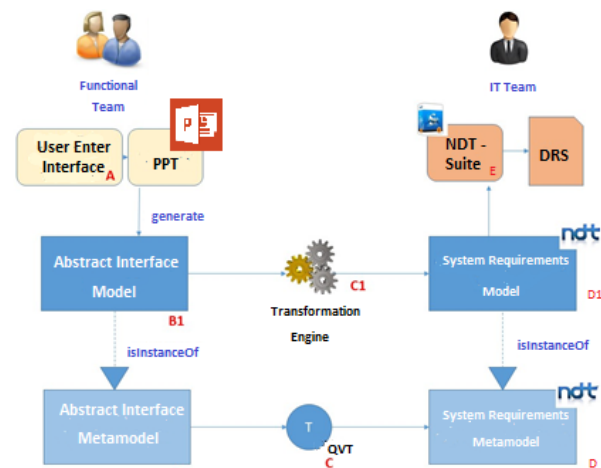 Functional
Team
IT Team
User Enter
Interface
A
P
PPT
NDT -
Suite
E
DRS
generate
ndt
Abstract Interface
Model
B1
C1
Transformation
Engine
System Requirements
Model
D1
isInstanceOf
isInstanceOf
ndt
Abstract Interface
Metamodel
T
QVT
C
System Requirements
Metamodel
D